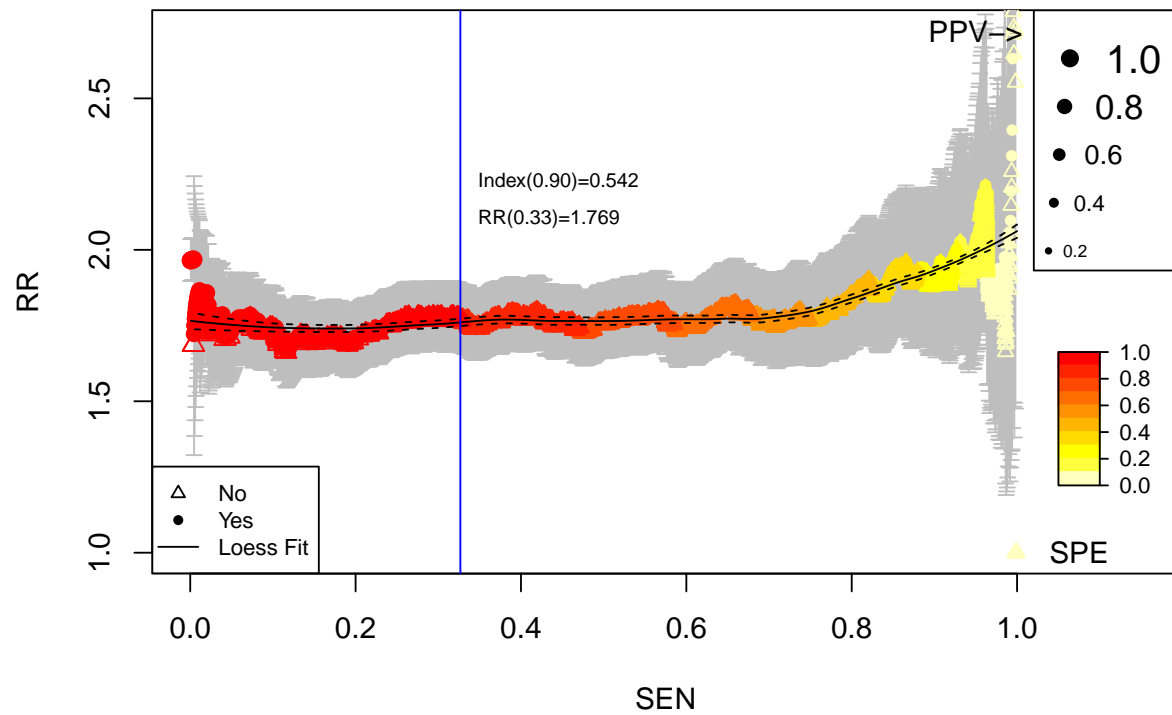 PPV−>
1.0
0.8
0.6
0.4
0.2
2.5
2.0
1.5
1.0
RR
Index(0.90)=0.542
RR(0.33)=1.769
1.0
0.8
0.6
0.4
0.2
0.0
SPE
No
Yes
Loess Fit
0.0 0.2 0.4 0.6 0.8 1.0
SEN